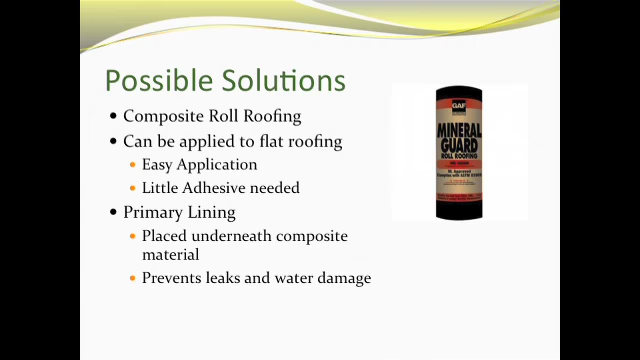 Possible Solutions
• Composite Roll Roofing
• Can be applied to flat roofing
• Easy Application
• Little Adhesive needed
• Primary Lining
• Placed underneath composite
material
• Prevents leaks and water damage
GAF
MINERAL
GUARD
ROLL ROOFING